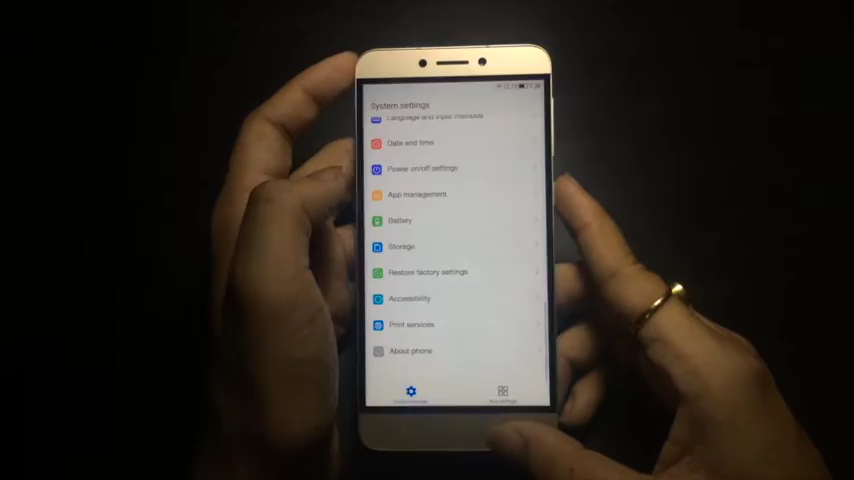 System settings
Language and input methods
Date and time
Power on/off settings
App management
Battery
Storage
Restore factory settings
Accessibility
Print services
About phone